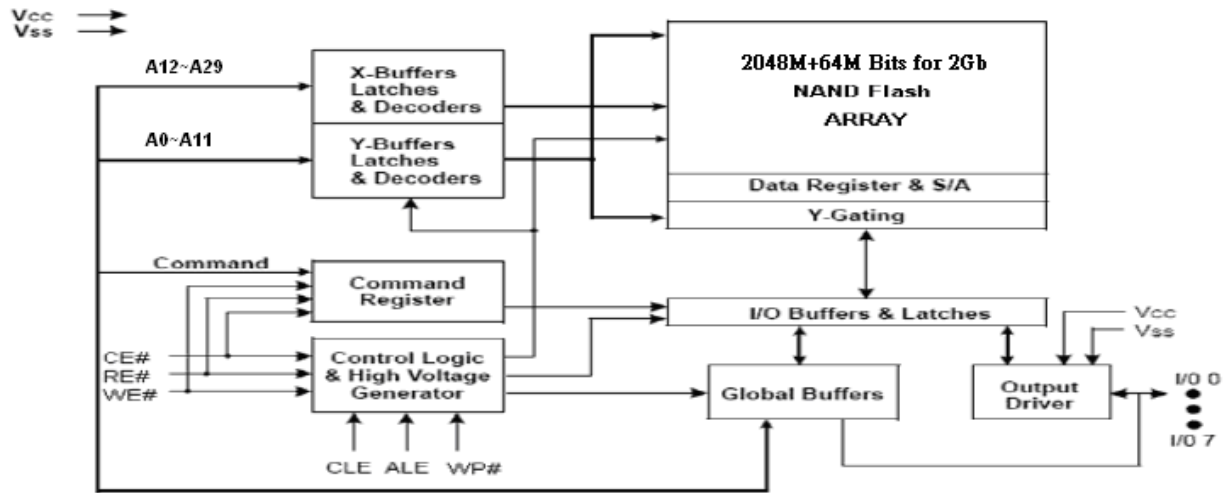 Vcc
Vss
A12~A29
A0~A11
X-Buffers
Latches
& Decoders
Y-Buffers
Latches
& Decoders
2048M+64M Bits for 2Gb
NAND Flash
ARRAY
Data Register & S/A
Y-Gating
Command
Command
Register
I/O Buffers & Latches
Vcc
Vss
CE#
RE#
WE#
Control Logic
& High Voltage
Generator
Global Buffers
Output
Driver
I/O 0
I/O 7
CLE ALE WP#